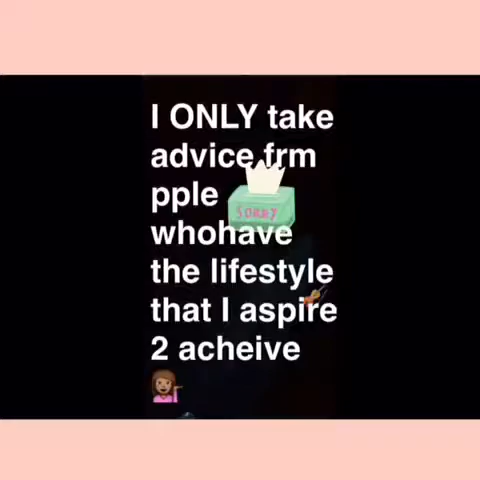 I ONLY take
advice frm
pple
SORRY
whohave
the lifestyle
that I aspire
2 acheive